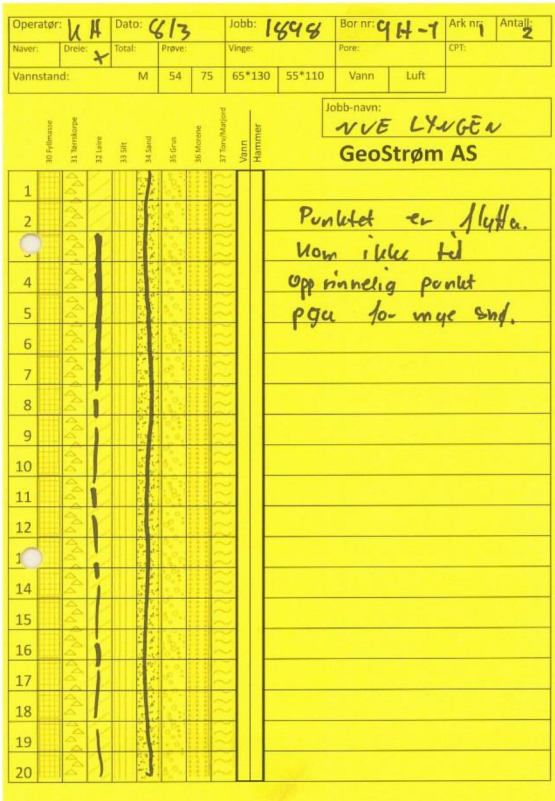 Operatør: KH Dato: 8/3 Jobb: 1898 Bor nr: 9H-1 Ark nr: 1 Antall: 2
Naver: Dreie: x Total: Prøve: Vinge: Pore: CPT:
Vannstand: M 54 75 65*130 55*110 Vann Luft
Jobb-navn:
NVE LYNGEN
GeoStrøm AS
30 Fyllmasse
31 Tørrskorpe
32 Leire
33 Silt
34 Sand
35 Grus
36 Morene
37 Torv/Matjord
Vann
Hammer
1
2
4
5
6
7
8
9
10
11
12
1
14
15
16
17
18
19
20
Punktet er flytta.
Kom ikke til
opprinnelig punkt
pga for mye snø.